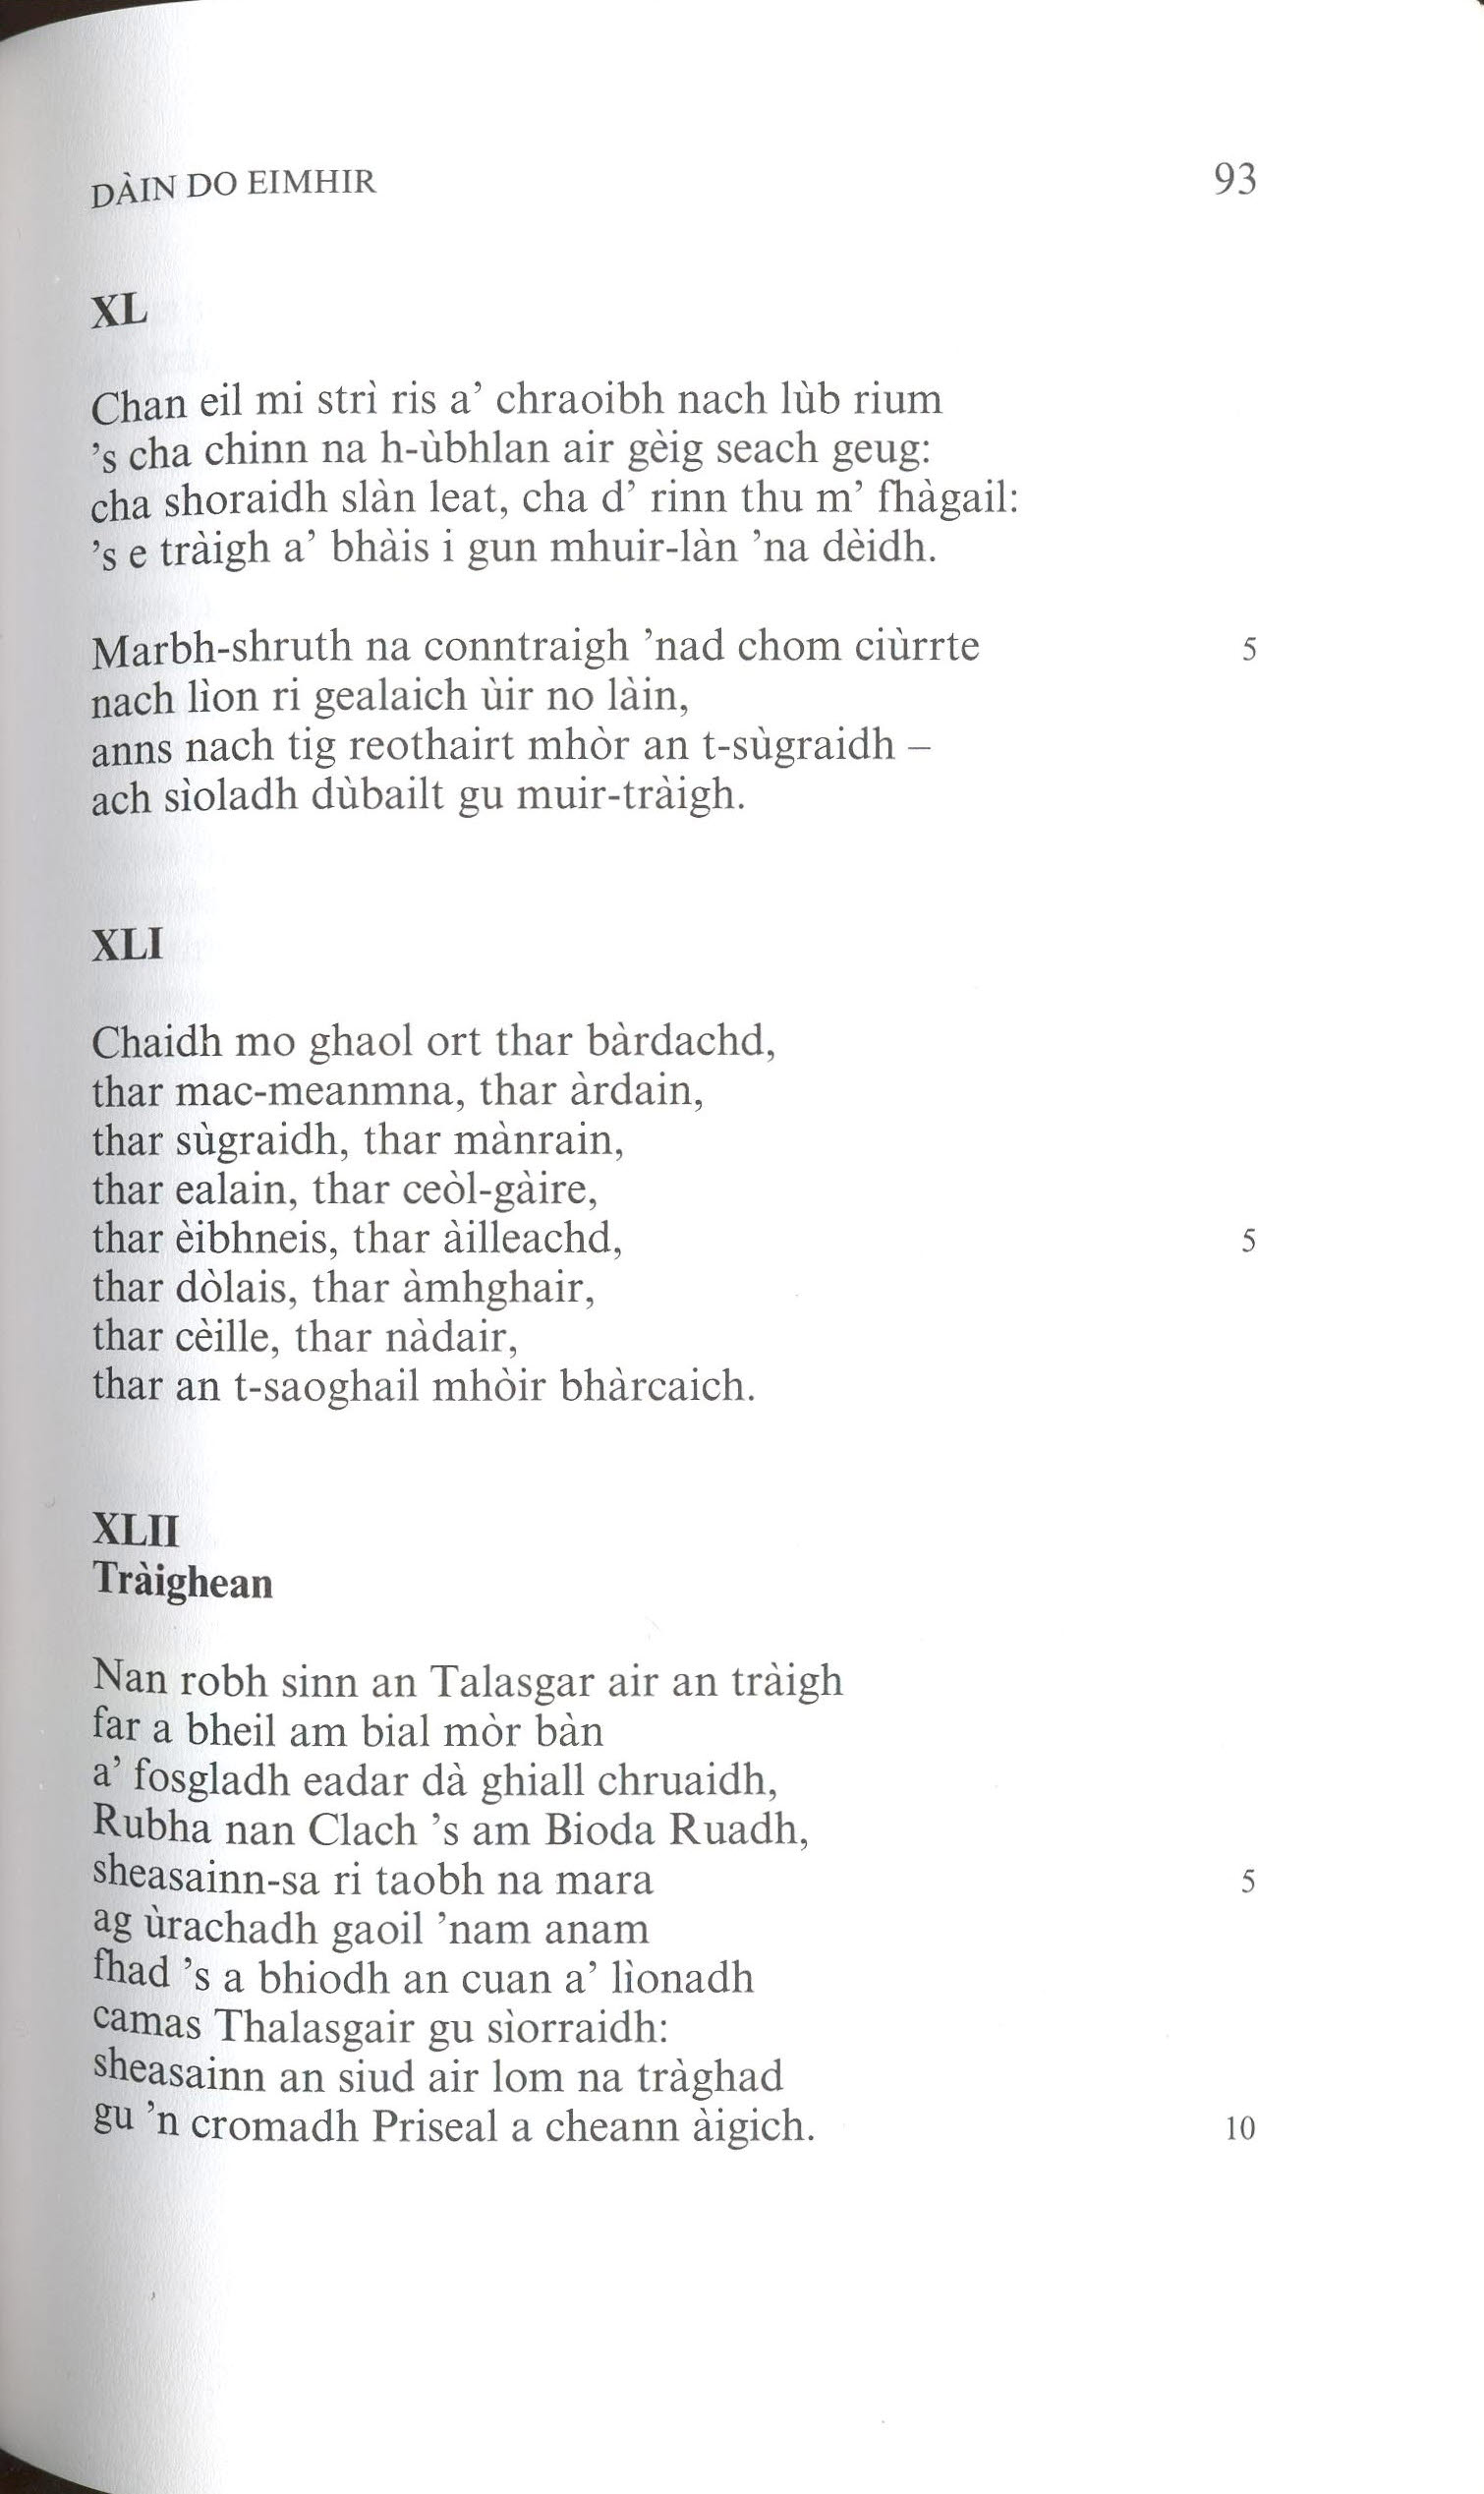 DÀIN DO EIMHIR 93
XL
Chan eil mi strì ris a’ chraoibh nach lùb rium
’s cha chinn na h-ùbhlan air gèig seach geug:
cha shoraidh slàn leat, cha d’ rinn thu m’ fhàgail:
’s e tràigh a’ bhàis i gun mhuir-làn ’na dèidh.
Marbh-shruth na conntraigh ’nad chom ciùrrte 5
nach lìon ri gealaich ùir no làin,
anns nach tig reothairt mhòr an t-sùgraidh –
ach sìoladh dùbailt gu muir-tràigh.
XLI
Chaidh mo ghaol ort thar bàrdachd,
thar mac-meanmna, thar àrdain,
thar sùgraidh, thar mànrain,
thar ealain, thar ceòl-gàire,
thar èibhneis, thar àilleachd, 5
thar dòlais, thar àmhghair,
thar cèille, thar nàdair,
thar an t-saoghail mhòir bhàrcaich.
XLII
Tràighean
Nan robh sinn an Talasgar air an tràigh
far a bheil am bial mòr bàn
a’ fosgladh eadar dà ghiall chruaidh,
Rubha nan Clach ’s am Bioda Ruadh,
sheasainn-sa ri taobh na mara 5
ag ùrachadh gaoil ’nam anam
fhad ’s a bhiodh an cuan a’ lìonadh
camas Thalasgair gu sìorraidh:
sheasainn an siud air lom na tràghad
gu ’n cromadh Priseal a cheann àigich. 10